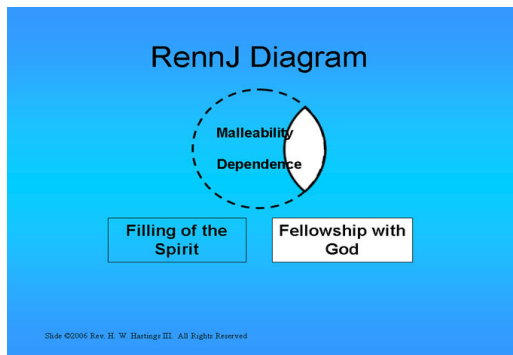 RennJ Diagram
Malleability
Dependence
Filling of the
Spirit
Fellowship with
God
Slide ©2006 Rev. H. W. Hastings III. All Rights Reserved